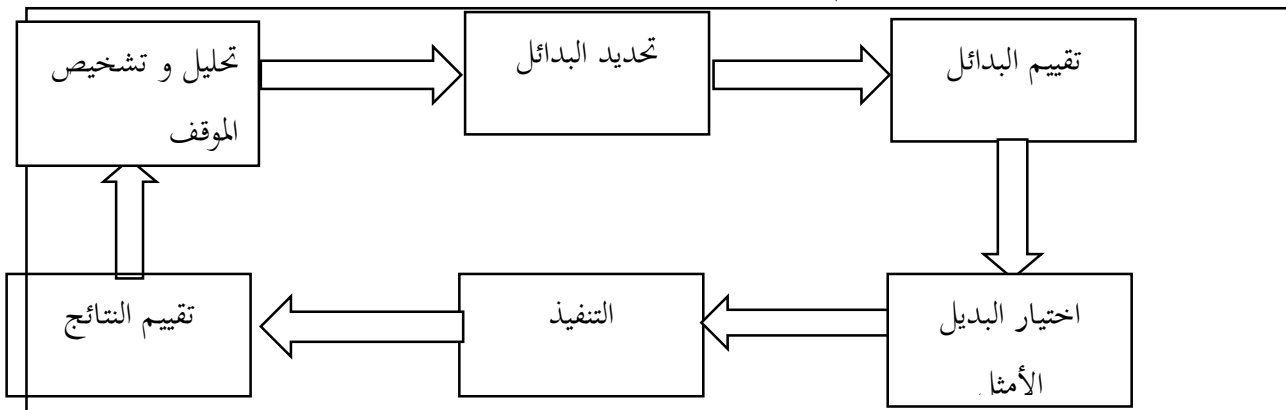 تحليل و تشخيص
الموقف
تحديد البدائل
تقييم البدائل
اختيار البديل
الأمثل
التنفيذ
تقييم النتائج